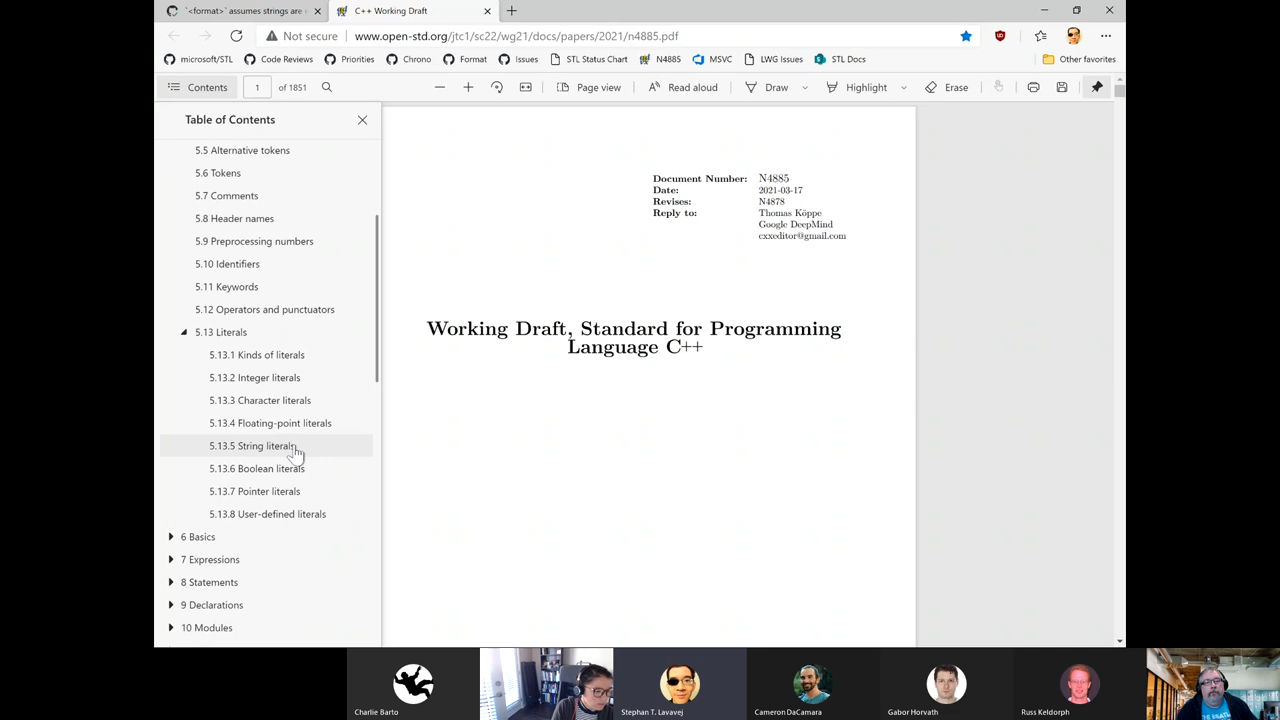 `<format>` assumes strings are
C++ Working Draft
Not secure
www.open-std.org/jtc1/sc22/wg21/docs/papers/2021/n4885.pdf
microsoft/STL
Code Reviews
Priorities
Chrono
Format
Issues
STL Status Chart
N4885
MSVC
LWG Issues
STL Docs
Other favorites
Contents
1
of 1851
Page view
Read aloud
Draw
Highlight
Erase
Table of Contents
5.5 Alternative tokens
5.6 Tokens
5.7 Comments
5.8 Header names
5.9 Preprocessing numbers
5.10 Identifiers
5.11 Keywords
5.12 Operators and punctuators
5.13 Literals
5.13.1 Kinds of literals
5.13.2 Integer literals
5.13.3 Character literals
5.13.4 Floating-point literals
5.13.5 String literals
5.13.6 Boolean literals
5.13.7 Pointer literals
5.13.8 User-defined literals
6 Basics
7 Expressions
8 Statements
9 Declarations
10 Modules
Document Number: N4885
Date: 2021-03-17
Revises: N4878
Reply to: Thomas Köppe
Google DeepMind
cxxeditor@gmail.com
Working Draft, Standard for Programming
Language C++
Charlie Barto
Stephan T. Lavavej
Cameron DaCamara
Gabor Horvath
Russ Keldorph